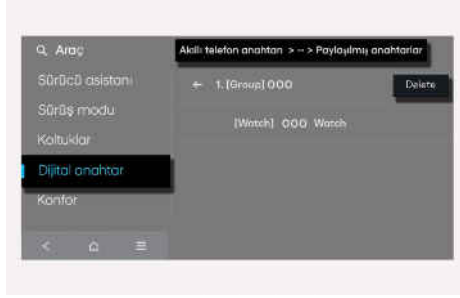 Araç
Sürücü asistanı
Sürüş modu
Koltuklar
Dijital anahtar
Konfor
Akıllı telefon anahtarı > ··· > Paylaşılmış anahtarlar
← 1. [Group] 000
Delete
[Watch] 000 Watch